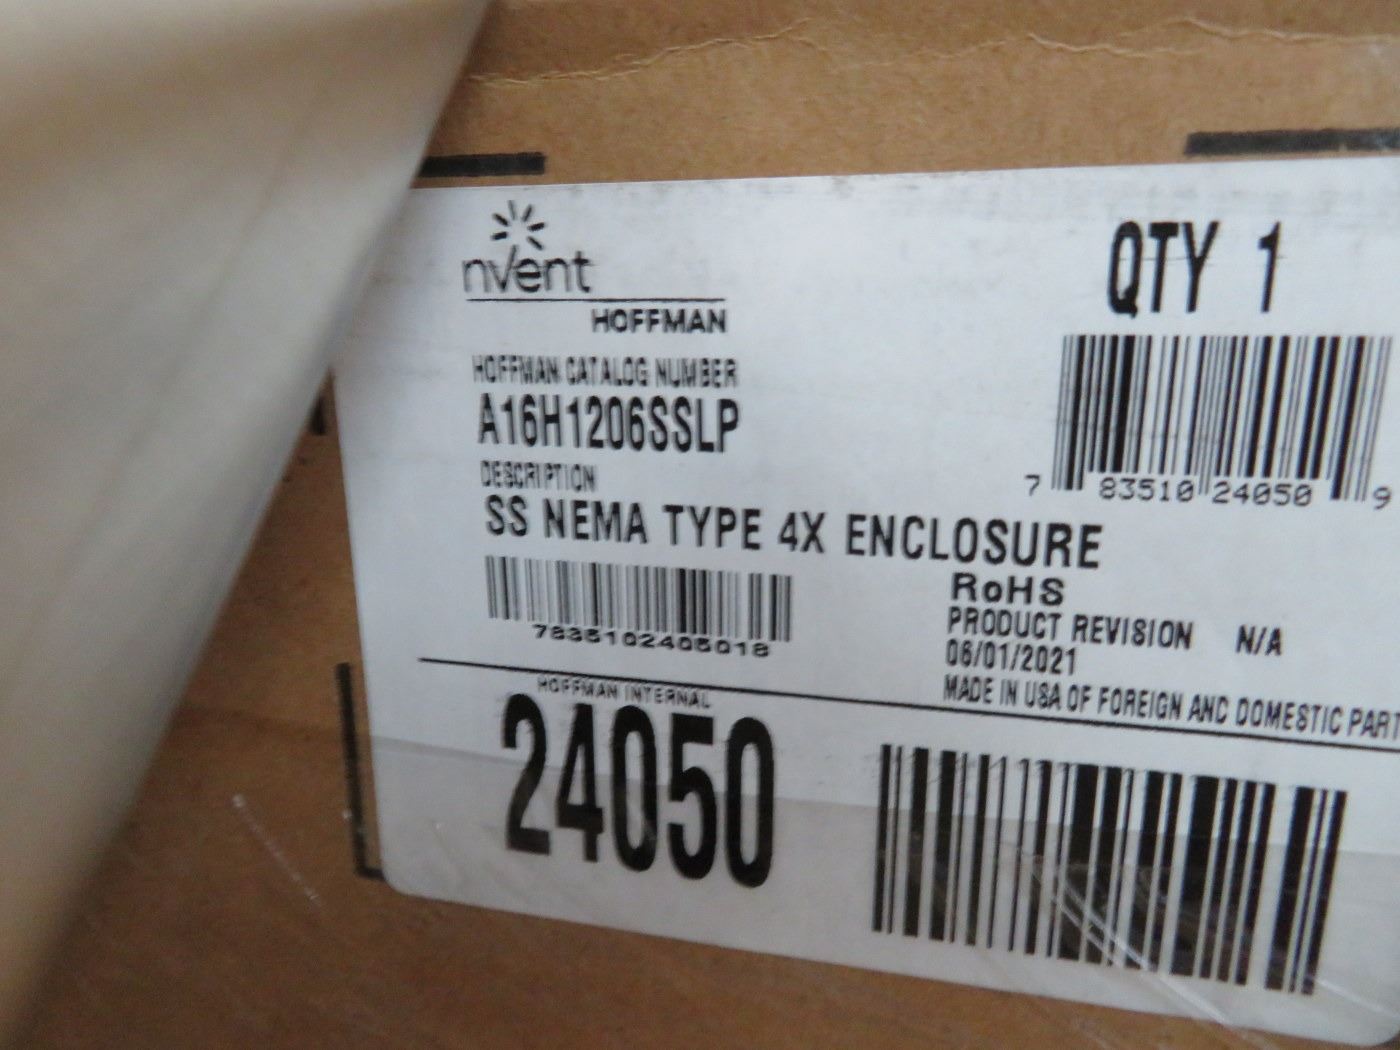 nVent
HOFFMAN
QTY 1
HOFFMAN CATALOG NUMBER
A16H1206SSLP
7 83510 24050 9
DESCRIPTION
SS NEMA TYPE 4X ENCLOSURE
7835102405018
RoHS
PRODUCT REVISION N/A
06/01/2021
MADE IN USA OF FOREIGN AND DOMESTIC PART
HOFFMAN INTERNAL
24050